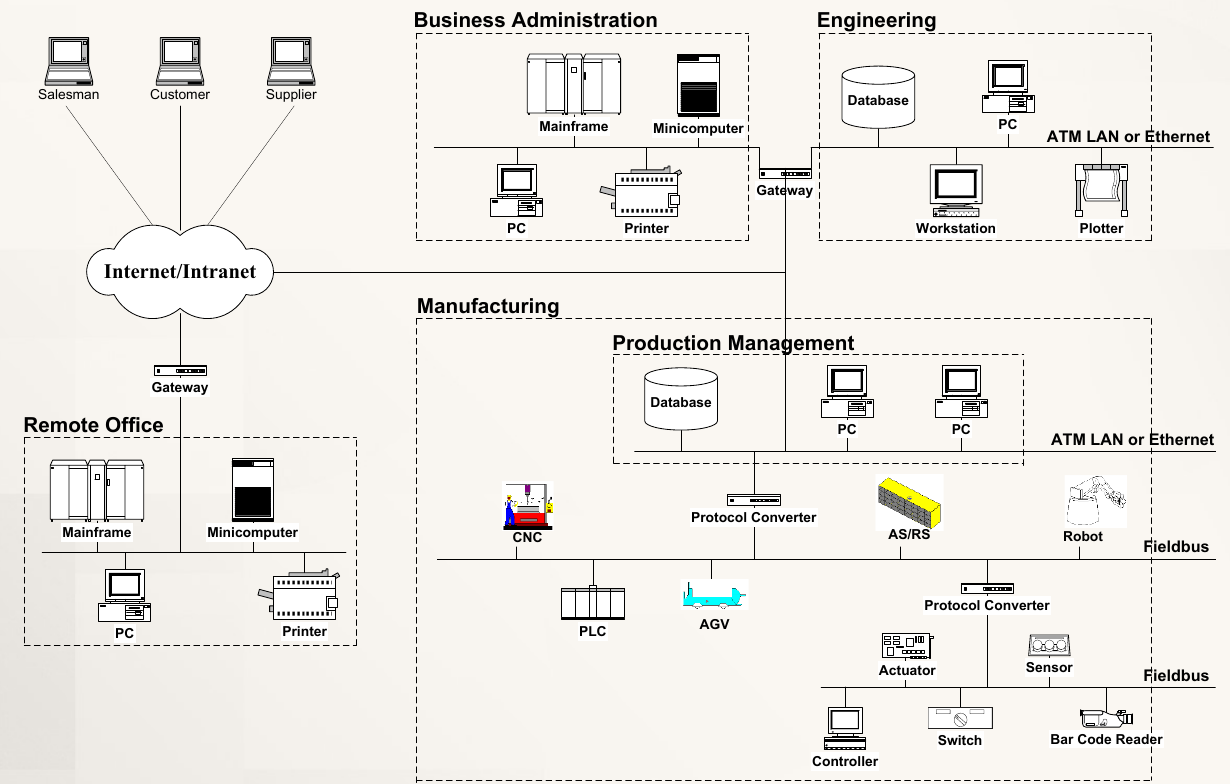 Business Administration
Engineering
Salesman
Customer
Supplier
Mainframe
Minicomputer
PC
Printer
Gateway
Database
PC
ATM LAN or Ethernet
Workstation
Plotter
Internet/Intranet
Gateway
Remote Office
Mainframe
Minicomputer
PC
Printer
Manufacturing
Production Management
Database
PC
PC
ATM LAN or Ethernet
Protocol Converter
CNC
AS/RS
Robot
Fieldbus
PLC
AGV
Protocol Converter
Actuator
Sensor
Fieldbus
Controller
Switch
Bar Code Reader